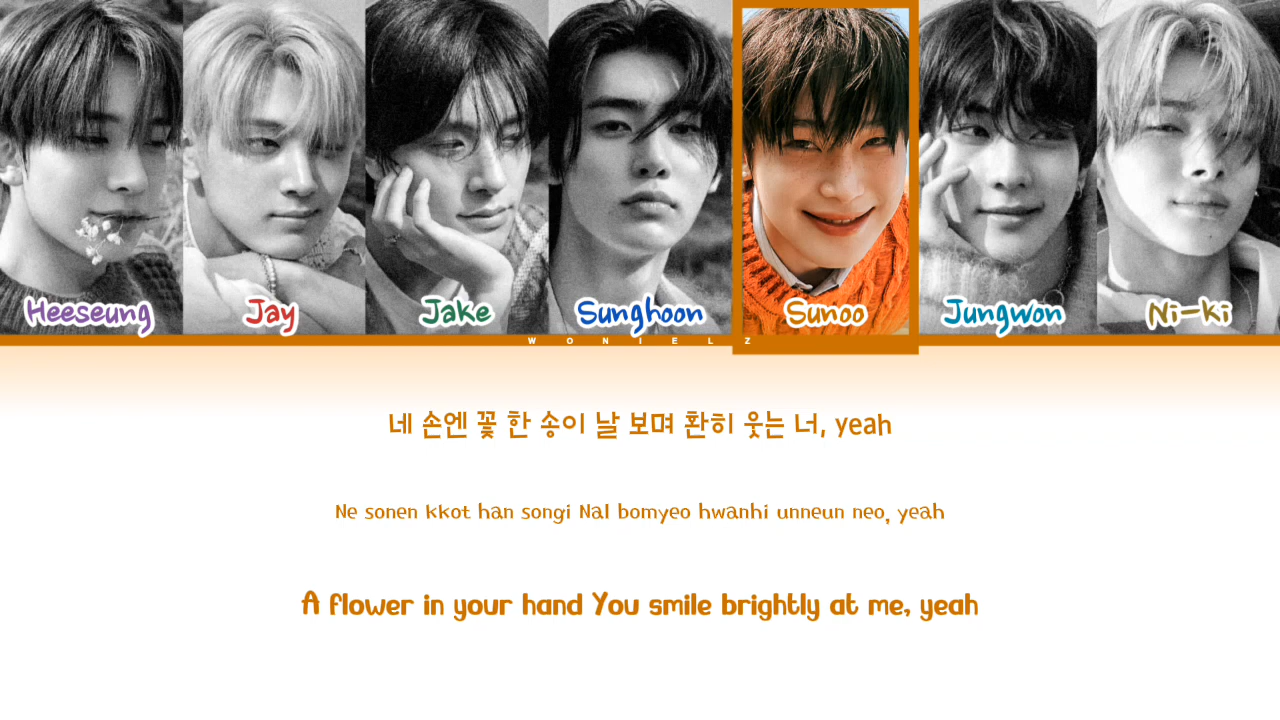 Heeseung Jay Jake Sunghoon Sunoo Jungwon Ni-ki
WONIELZ
네 손엔 꽃 한 송이 날 보며 환히 웃는 너, yeah
Ne sonen kkot han songi Nal bomyeo hwanhi unneun neo, yeah
A flower in your hand You smile brightly at me, yeah